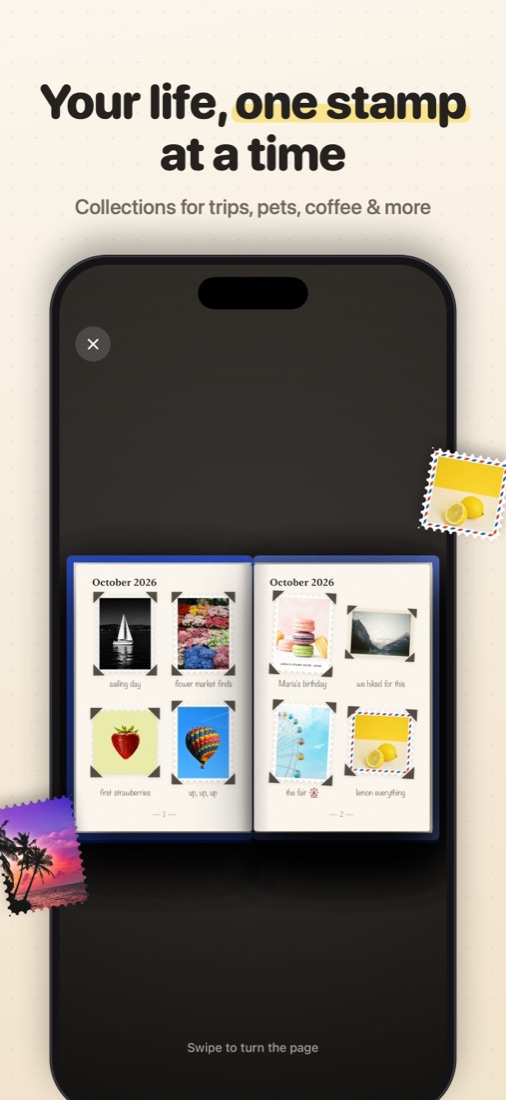 Your life, one stamp
at a time
Collections for trips, pets, coffee & more
October 2026
sailing day
flower market finds
first strawberries
up, up, up
— 1 —
October 2026
Maria's birthday
we hiked for this
the fair 🎡
lemon everything
— 2 —
Swipe to turn the page